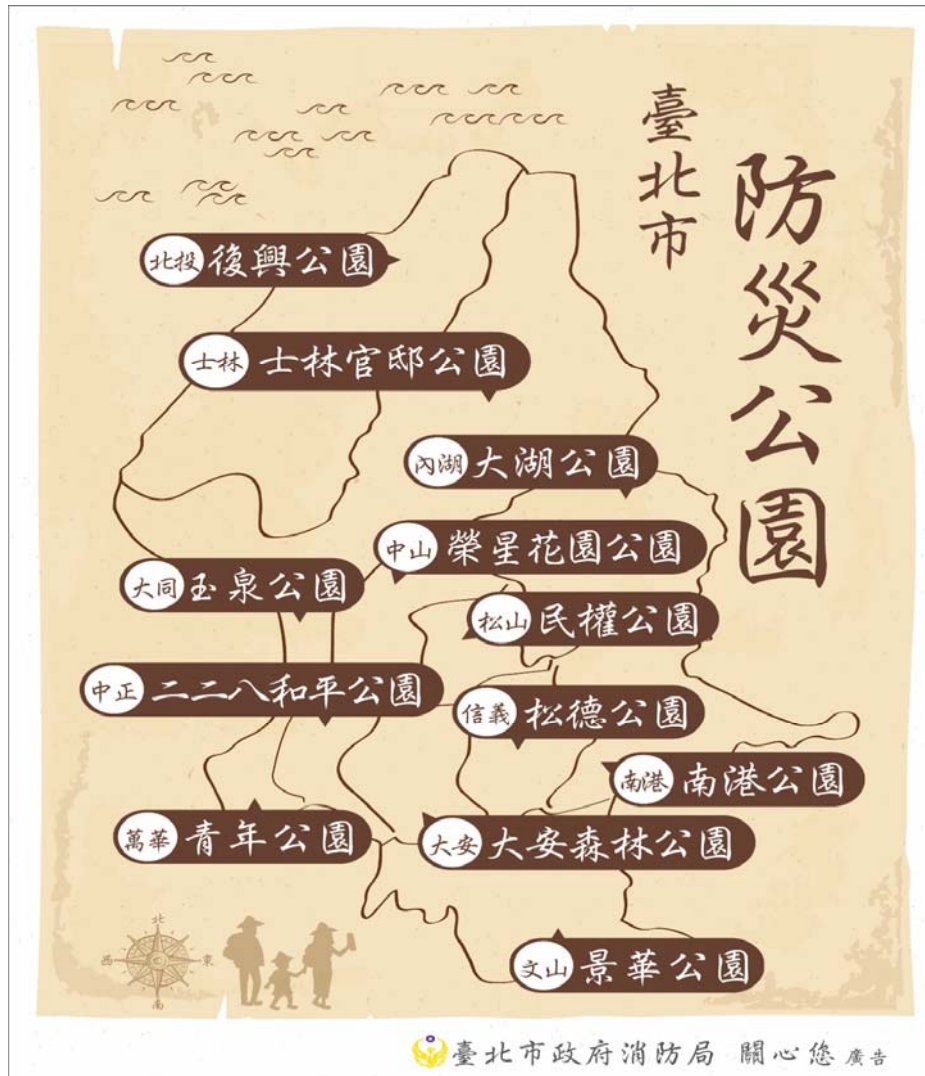 臺北市
防災公園
北投 復興公園
士林 士林官邸公園
內湖 大湖公園
中山 榮星花園公園
大同 玉泉公園
松山 民權公園
中正 二二八和平公園
信義 松德公園
南港 南港公園
萬華 青年公園
大安 大安森林公園
文山 景華公園
北
西
東
南
臺北市政府消防局 關心您 廣告